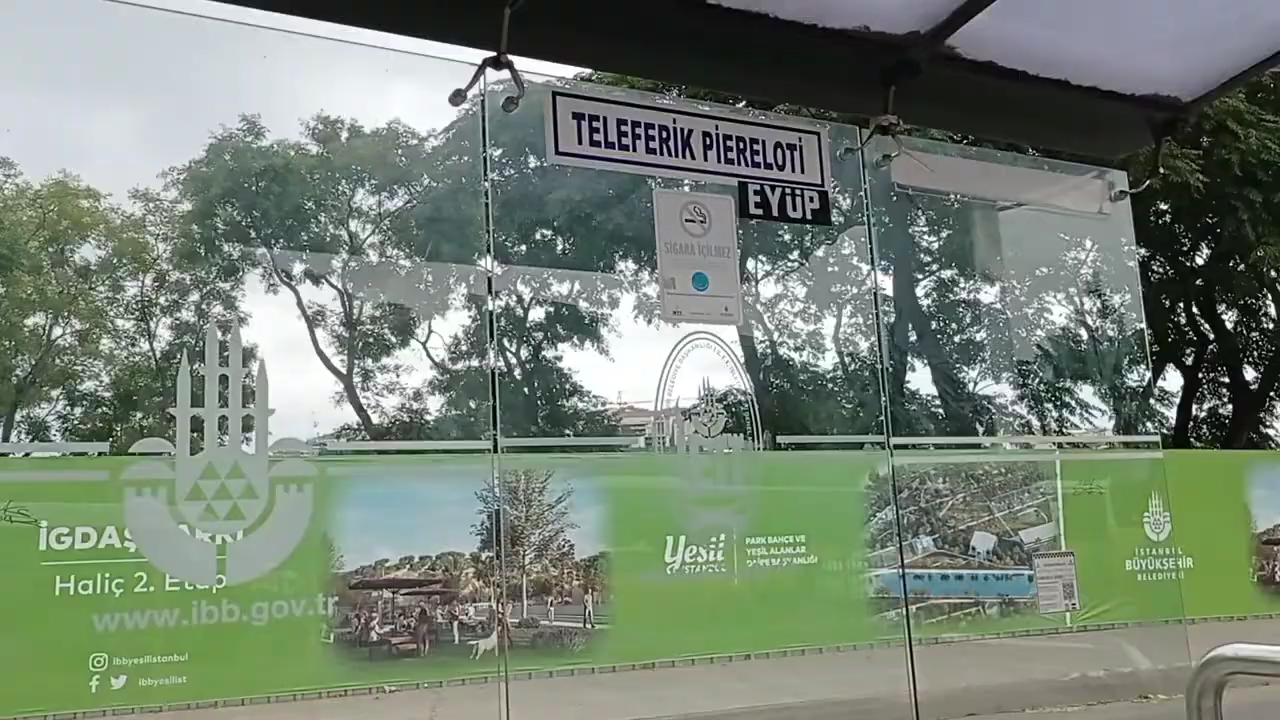 TELEFERİK PİERELOTİ
EYÜP
SİGARA İÇİLMEZ
İGDAŞ
Haliç 2. Etap
www.ibb.gov.tr
ibbyesilistanbul
ibbyesilist
Yeşil
İSTANBUL
PARK BAHÇE VE
YEŞİL ALANLAR
DAİRE BAŞKANLIĞI
İSTANBUL
BÜYÜKŞEHİR
BELEDİYESİ